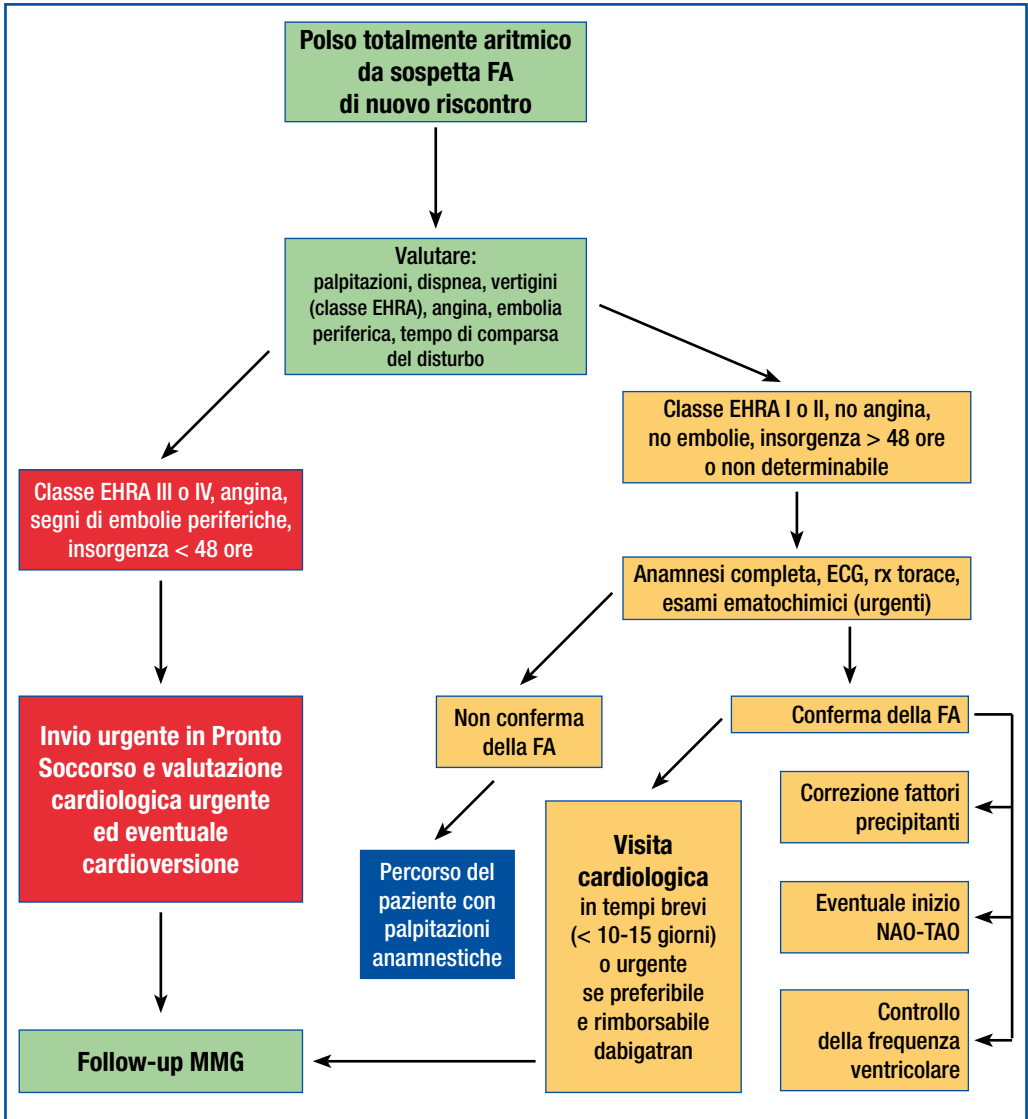 Polso totalmente aritmico
da sospetta FA
di nuovo riscontro
Valutare:
palpitazioni, dispnea, vertigini
(classe EHRA), angina, embolia
periferica, tempo di comparsa
del disturbo
Classe EHRA III o IV, angina,
segni di embolie periferiche,
insorgenza < 48 ore
Classe EHRA I o II, no angina,
no embolie, insorgenza > 48 ore
o non determinabile
Anamnesi completa, ECG, rx torace,
esami ematochimici (urgenti)
Invio urgente in Pronto
Soccorso e valutazione
cardiologica urgente
ed eventuale
cardioversione
Non conferma
della FA
Conferma della FA
Percorso del
paziente con
palpitazioni
anamnestiche
Visita
cardiologica
in tempi brevi
(< 10-15 giorni)
o urgente
se preferibile
e rimborsabile
dabigatran
Correzione fattori
precipitanti
Eventuale inizio
NAO-TAO
Controllo
della frequenza
ventricolare
Follow-up MMG